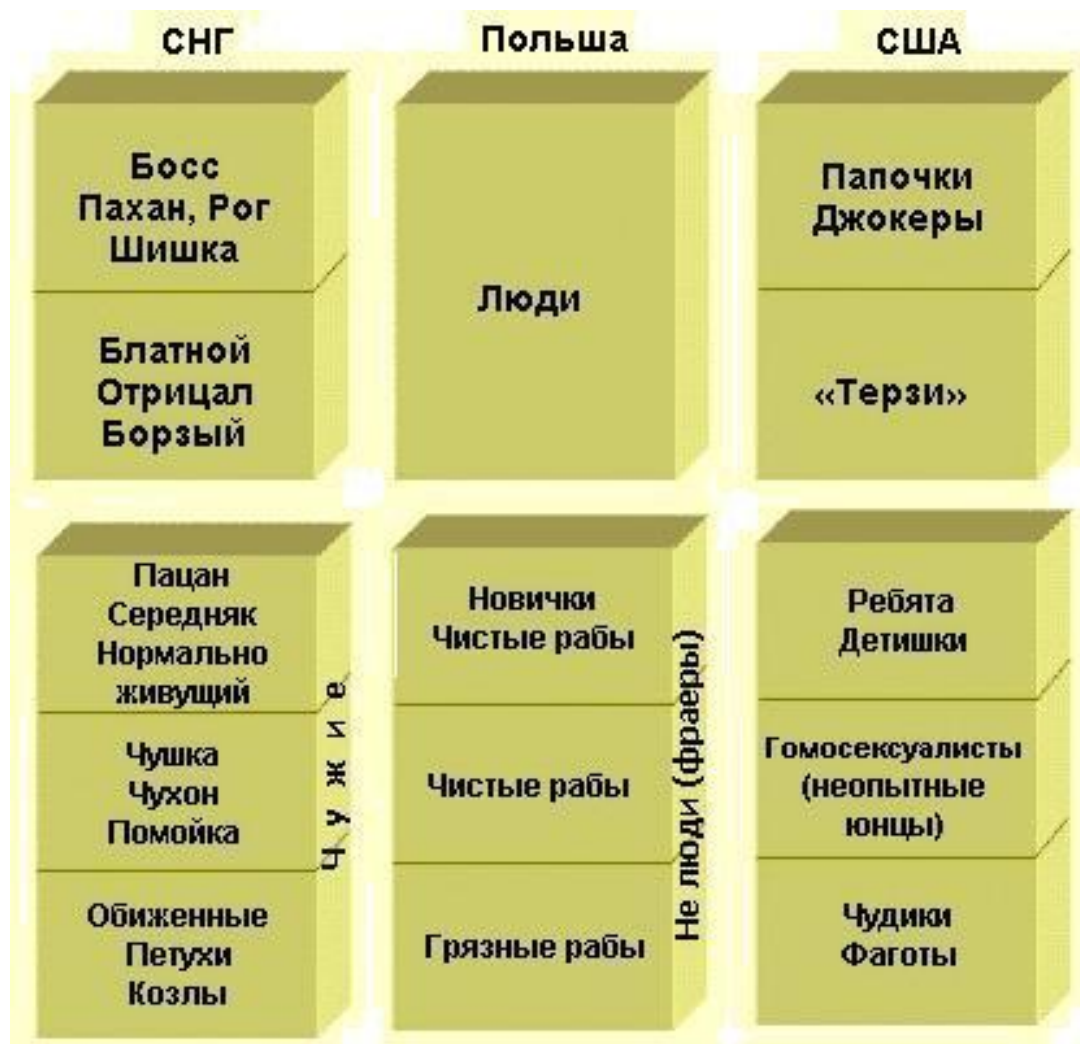 СНГ
Польша
США
Босс
Пахан, Рог
Шишка
Блатной
Отрицал
Борзый
Люди
Папочки
Джокеры
«Терзи»
Пацан
Середняк
Нормально
живущий
Чушка
Чухон
Помойка
Обиженные
Петухи
Козлы
Чужие
Новички
Чистые рабы
Чистые рабы
Грязные рабы
Не люди (фраеры)
Ребята
Детишки
Гомосексуалисты
(неопытные
юнцы)
Чудики
Фаготы